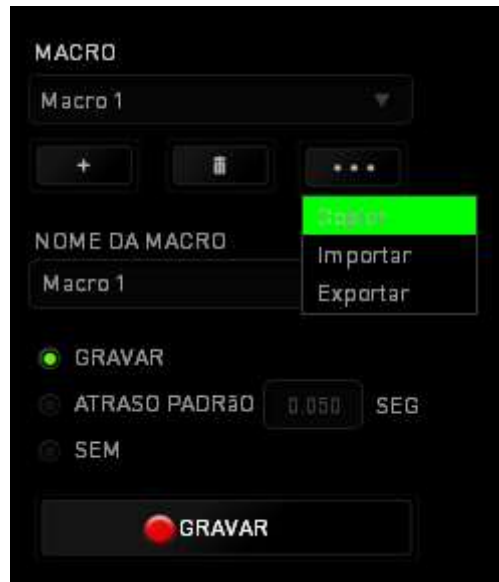 MACRO
Macro 1
+
...
NOME DA MACRO
Macro 1
Importar
Exportar
GRAVAR
ATRASO PADRãO 0.050 SEG
SEM
GRAVAR